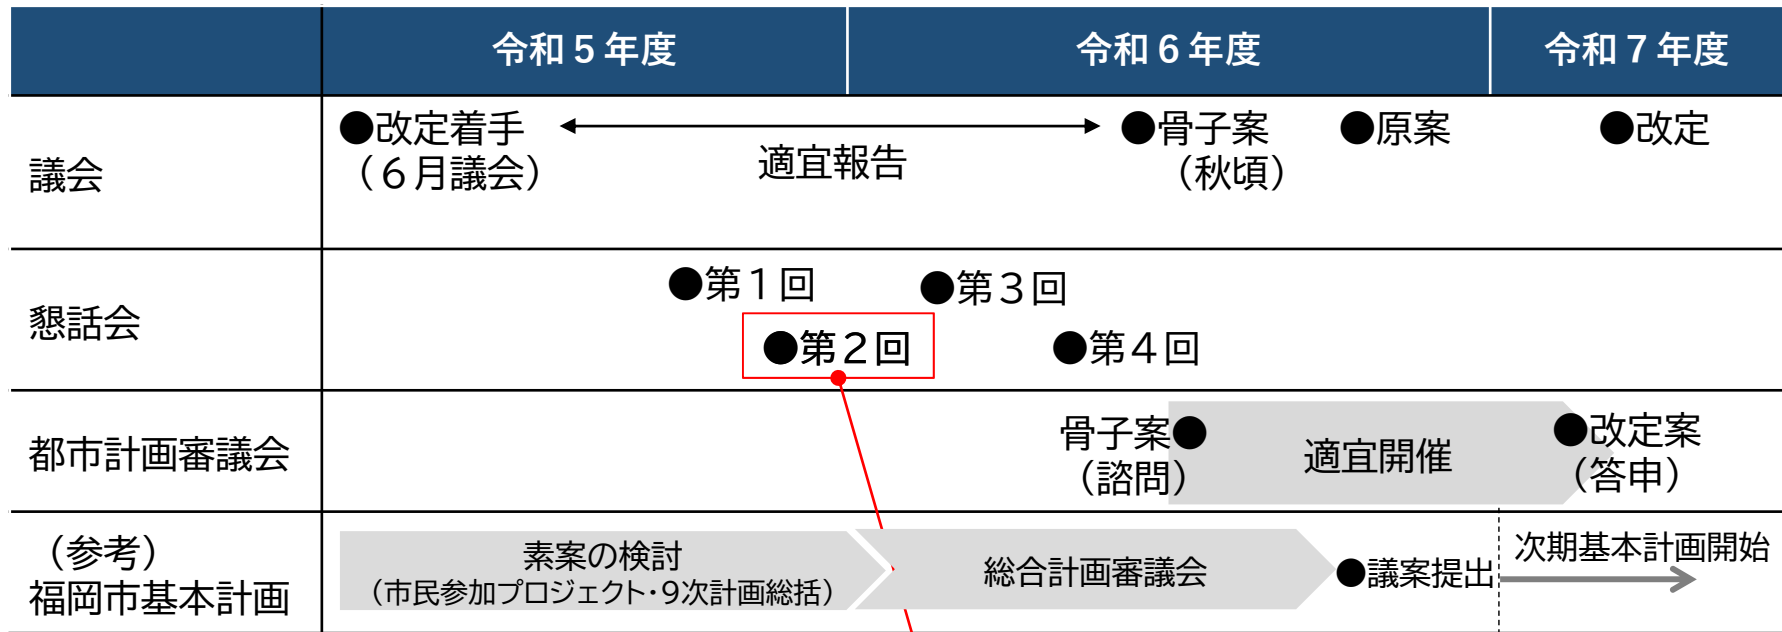 令和５年度
令和６年度
令和７年度
議会
●改定着手
（６月議会）
適宜報告
●骨子案
（秋頃）
●原案
●改定
懇話会
●第１回
●第２回
●第３回
●第４回
都市計画審議会
骨子案●
（諮問）
適宜開催
●改定案
（答申）
（参考）
福岡市基本計画
素案の検討
（市民参加プロジェクト・９次計画総括）
総合計画審議会
●議案提出
次期基本計画開始